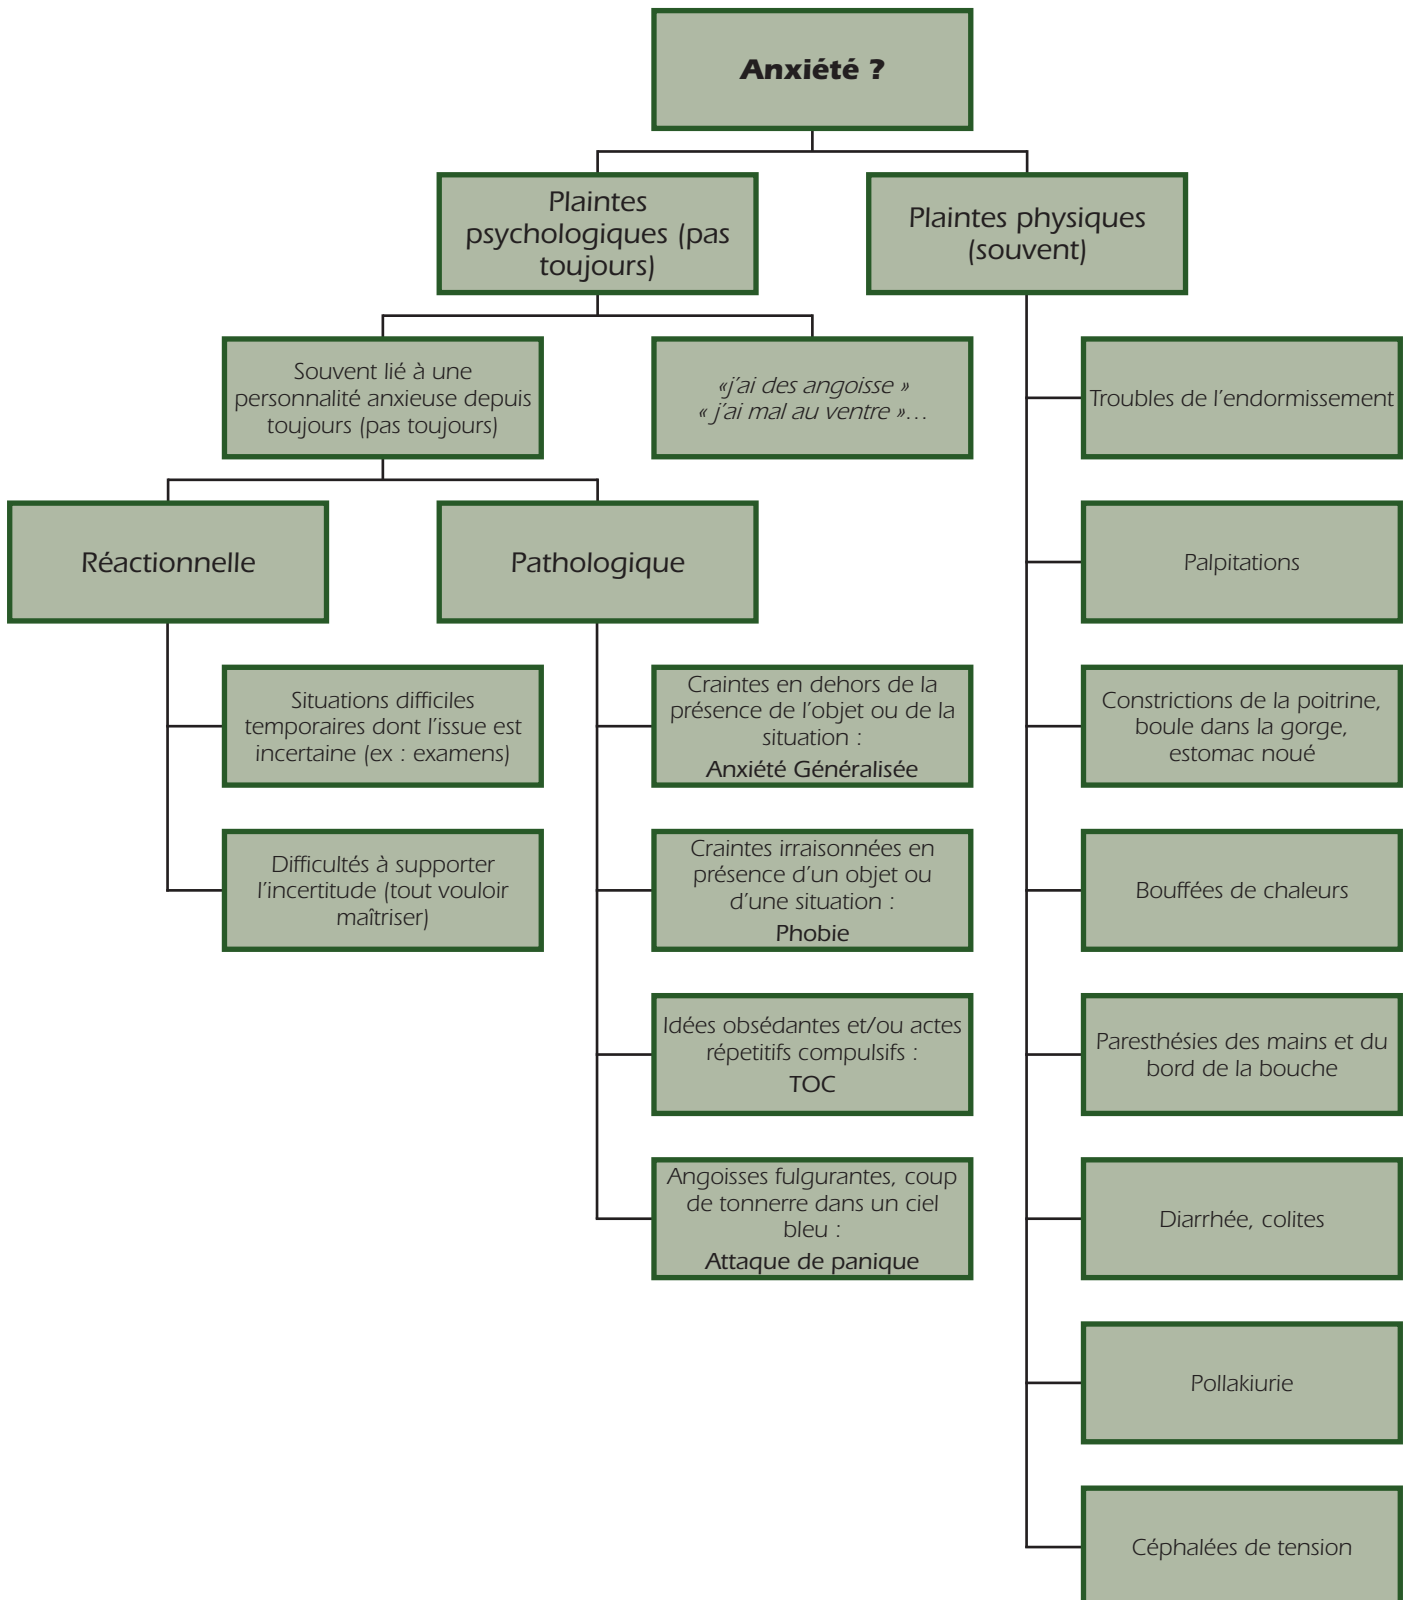 Anxiété ?
Plaintes
psychologiques (pas
toujours)
Plaintes physiques
(souvent)
Souvent lié à une
personnalité anxieuse depuis
toujours (pas toujours)
«j'ai des angoisse »
« j'ai mal au ventre »…
Troubles de l'endormissement
Réactionnelle
Pathologique
Palpitations
Situations difficiles
temporaires dont l'issue est
incertaine (ex : examens)
Craintes en dehors de la
présence de l'objet ou de la
situation :
Anxiété Généralisée
Constrictions de la poitrine,
boule dans la gorge,
estomac noué
Difficultés à supporter
l'incertitude (tout vouloir
maîtriser)
Craintes irraisonnées en
présence d'un objet ou
d'une situation :
Phobie
Bouffées de chaleurs
Idées obsédantes et/ou actes
répetitifs compulsifs :
TOC
Paresthésies des mains et du
bord de la bouche
Angoisses fulgurantes, coup
de tonnerre dans un ciel
bleu :
Attaque de panique
Diarrhée, colites
Pollakiurie
Céphalées de tension